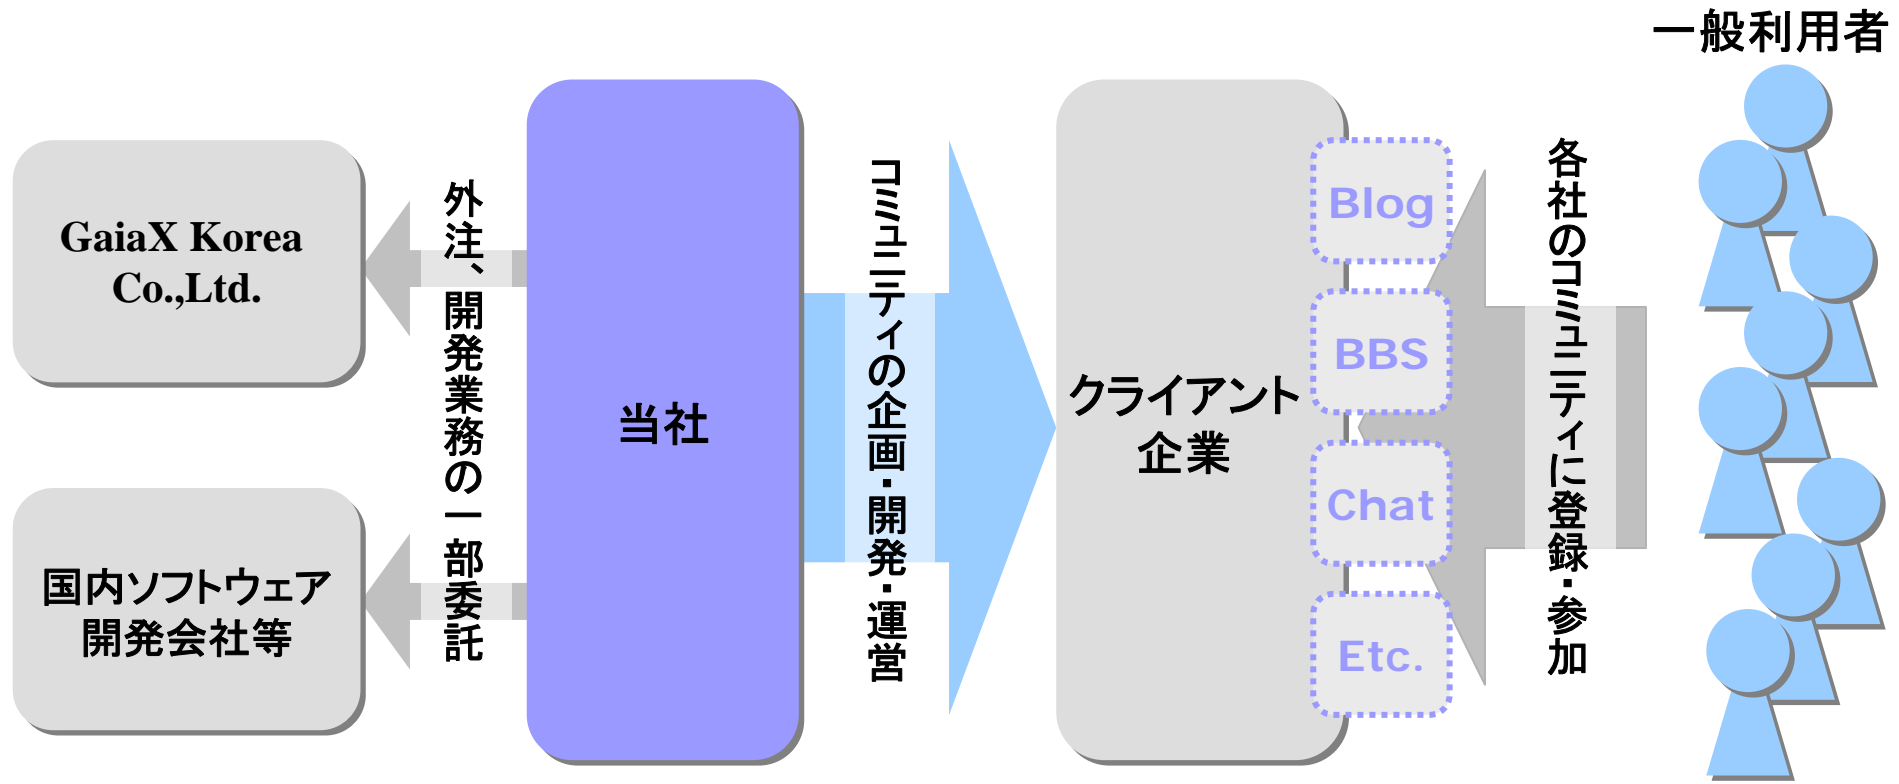 一般利用者
GaiaX Korea
Co.,Ltd.
国内ソフトウェア
開発会社等
外注、開発業務の一部委託
当社
コミュニティの企画・開発・運営
クライアント
企業
Blog
BBS
Chat
Etc.
各社のコミュニティに登録・参加